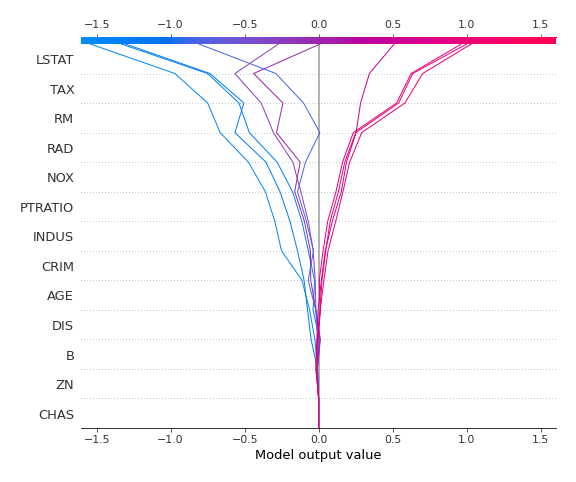 −1.5 −1.0 −0.5 0.0 0.5 1.0 1.5
LSTAT
TAX
RM
RAD
NOX
PTRATIO
INDUS
CRIM
AGE
DIS
B
ZN
CHAS
−1.5 −1.0 −0.5 0.0 0.5 1.0 1.5
Model output value